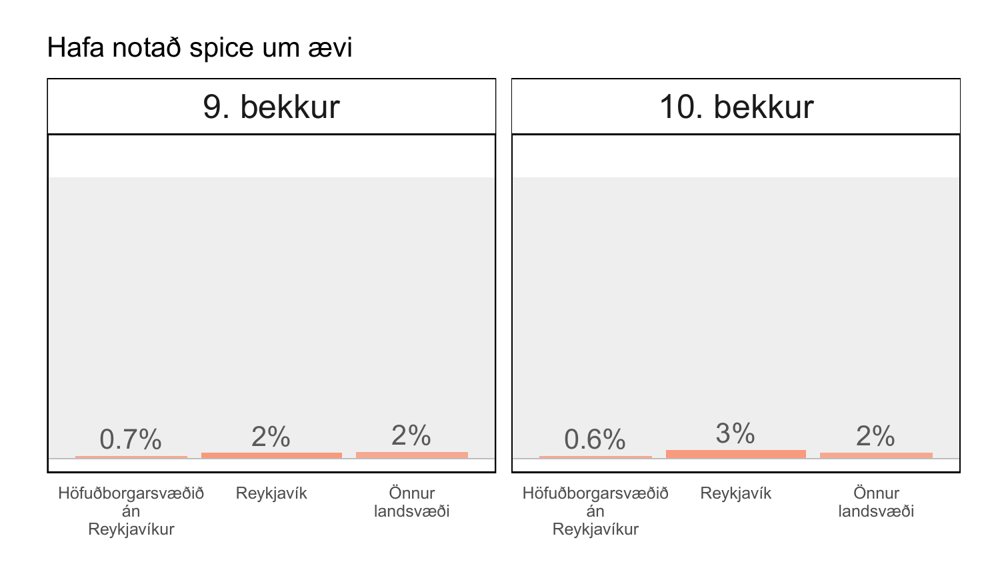 Hafa notað spice um ævi
9. bekkur
0.7%
2%
2%
Höfuðborgarsvæðið
án
Reykjavíkur
Reykjavík
Önnur
landsvæði
10. bekkur
0.6%
3%
2%
Höfuðborgarsvæðið
án
Reykjavíkur
Reykjavík
Önnur
landsvæði